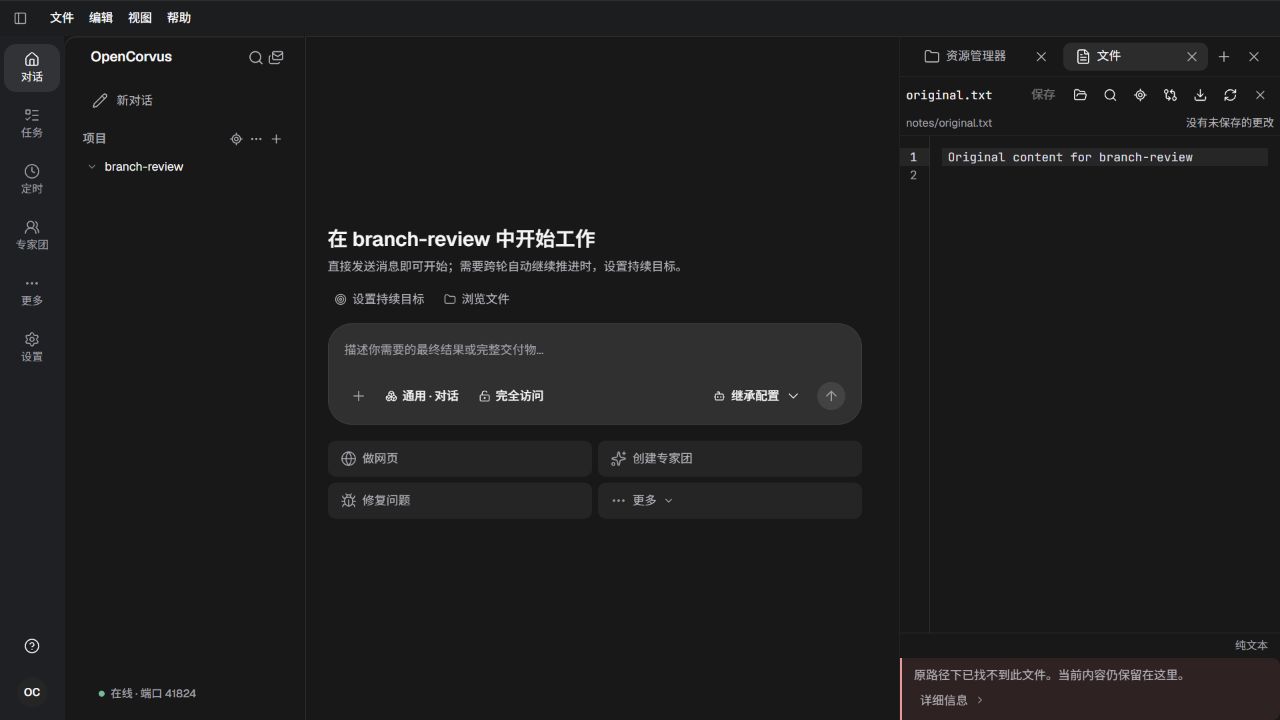 文件 编辑 视图 帮助
对话
任务
定时
专家团
更多
设置
OC
OpenCorvus
新对话
项目
branch-review
在线 · 端口 41824
在 branch-review 中开始工作
直接发送消息即可开始；需要跨轮自动继续推进时，设置持续目标。
设置持续目标 浏览文件
描述你需要的最终结果或完整交付物...
通用 · 对话 完全访问 继承配置
做网页 创建专家团
修复问题 更多
资源管理器 文件
original.txt 保存
notes/original.txt 没有未保存的更改
1 Original content for branch-review
2
纯文本
原路径下已找不到此文件。当前内容仍保留在这里。
详细信息